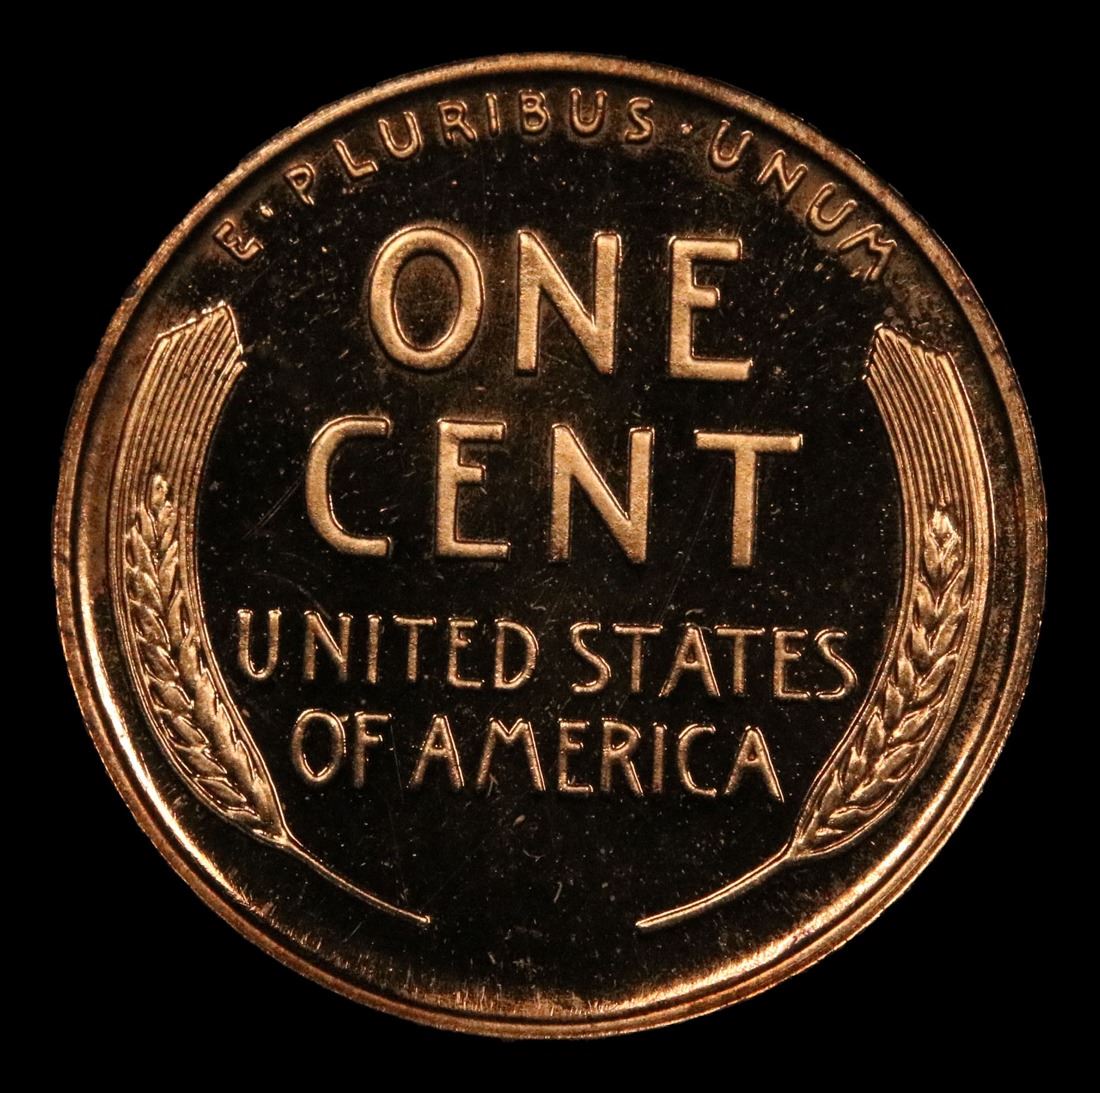 E·PLURIBUS·UNUM
ONE
CENT
UNITED STATES
OF AMERICA